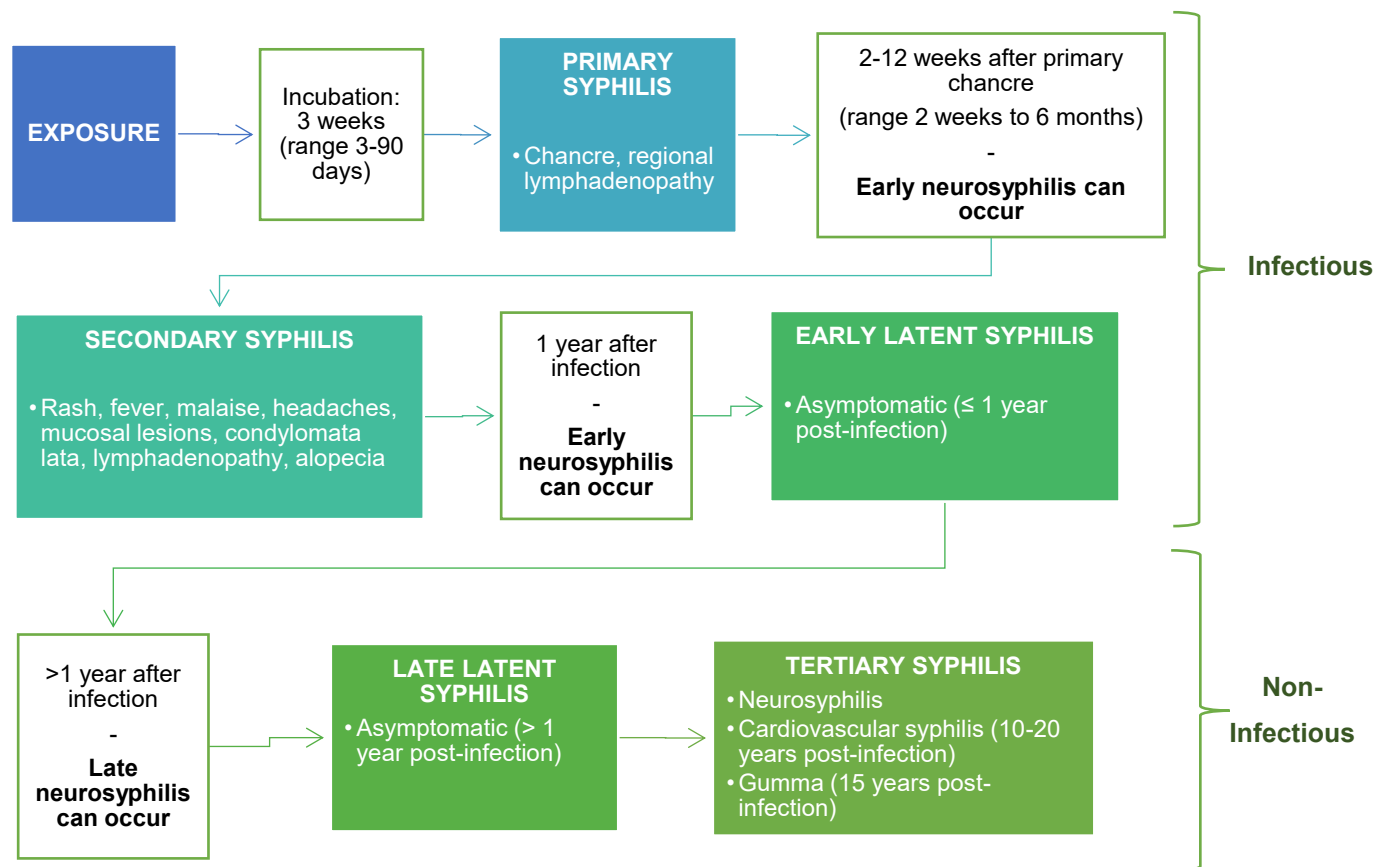 EXPOSURE
Incubation:
3 weeks
(range 3-90
days)
PRIMARY
SYPHILIS
• Chancre, regional
lymphadenopathy
2-12 weeks after primary
chancre
(range 2 weeks to 6 months)
-
Early neurosyphilis can
occur
Infectious
SECONDARY SYPHILIS
• Rash, fever, malaise, headaches,
mucosal lesions, condylomata
lata, lymphadenopathy, alopecia
1 year after
infection
-
Early
neurosyphilis
can occur
EARLY LATENT SYPHILIS
• Asymptomatic (≤ 1 year
post-infection)
>1 year after
infection
-
Late
neurosyphilis
can occur
LATE LATENT
SYPHILIS
• Asymptomatic (> 1
year post-infection)
TERTIARY SYPHILIS
• Neurosyphilis
• Cardiovascular syphilis (10-20
years post-infection)
• Gumma (15 years post-
infection)
Non-
Infectious